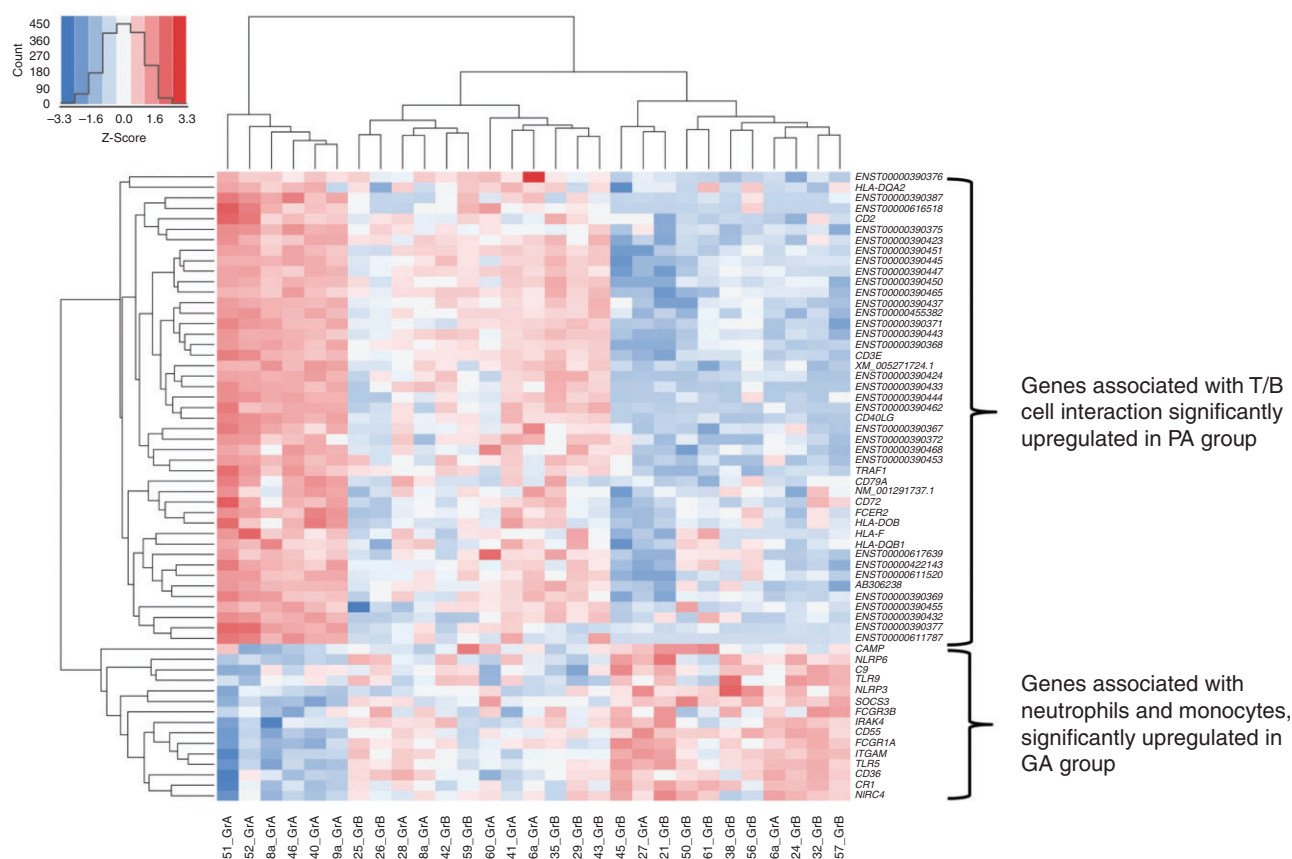 450
360
270
180
90
0
Count
−3.3 −1.6 0.0 1.6 3.3
Z-Score
ENST00000390376
HLA-DQA2
ENST00000390387
ENST00000616518
CD2
ENST00000390375
ENST00000390423
ENST00000390451
ENST00000390445
ENST00000390447
ENST00000390450
ENST00000390465
ENST00000390437
ENST00000455382
ENST00000390371
ENST00000390443
ENST00000390368
CD3E
XM_005271724.1
ENST00000390424
ENST00000390433
ENST00000390444
ENST00000390462
CD40LG
ENST00000390367
ENST00000390372
ENST00000390468
ENST00000390453
TRAF1
CD79A
NM_001291737.1
CD72
FCER2
HLA-DOB
HLA-F
HLA-DQB1
ENST00000617639
ENST00000422143
ENST00000611520
AB306238
ENST00000390369
ENST00000390455
ENST00000390432
ENST00000390377
ENST00000611787
CAMP
NLRP6
C9
TLR9
NLRP3
SOCS3
FCGR3B
IRAK4
CD55
FCGR1A
ITGAM
TLR5
CD36
CR1
NIRC4
Genes associated with T/B
cell interaction significantly
upregulated in PA group
Genes associated with
neutrophils and monocytes,
significantly upregulated in
GA group
51_GrA
52_GrA
8a_GrA
46_GrA
40_GrA
9a_GrA
25_GrB
26_GrB
28_GrA
8a_GrA
42_GrB
59_GrB
60_GrA
41_GrA
6a_GrA
35_GrB
29_GrB
43_GrB
45_GrB
27_GrA
21_GrB
50_GrB
61_GrB
38_GrB
56_GrB
6a_GrA
24_GrB
32_GrB
57_GrB